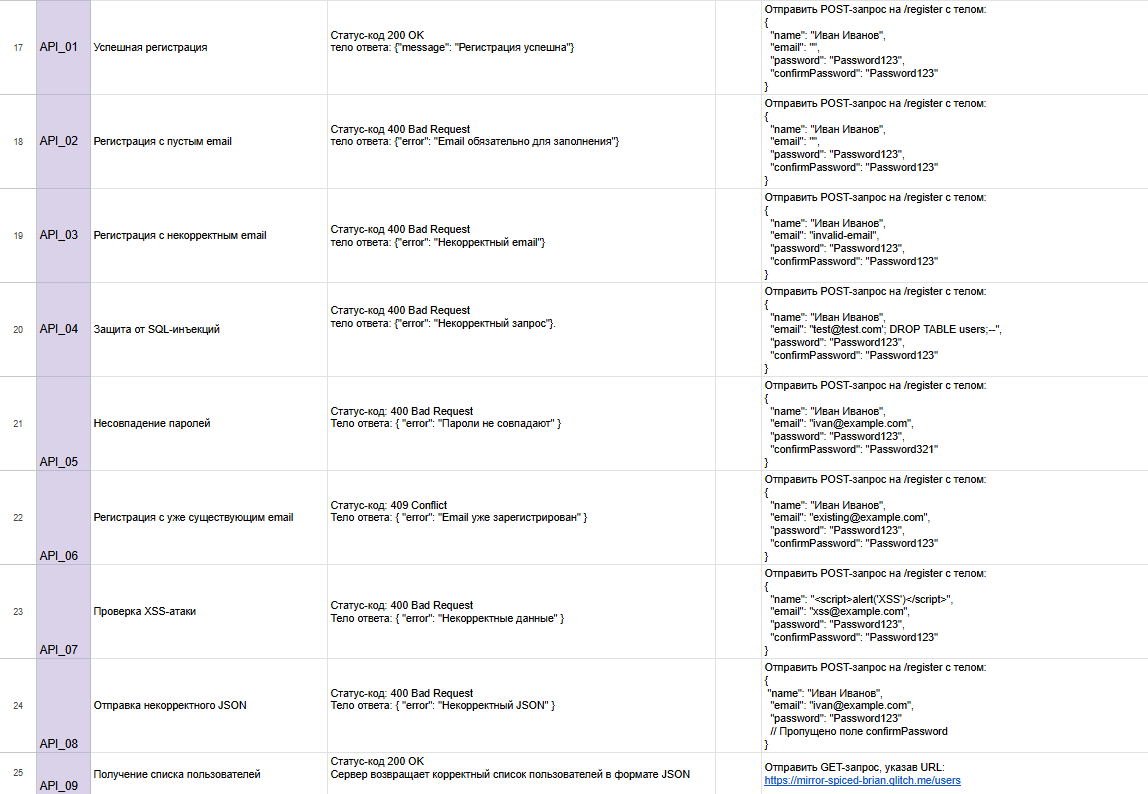 17
API_01
Успешная регистрация
Статус-код 200 OK
тело ответа: {"message": "Регистрация успешна"}
Отправить POST-запрос на /register с телом:
{
"name": "Иван Иванов",
"email": "",
"password": "Password123",
"confirmPassword": "Password123"
}
18
API_02
Регистрация с пустым email
Статус-код 400 Bad Request
тело ответа: {"error": "Email обязательно для заполнения"}
Отправить POST-запрос на /register с телом:
{
"name": "Иван Иванов",
"email": "",
"password": "Password123",
"confirmPassword": "Password123"
}
19
API_03
Регистрация с некорректным email
Статус-код 400 Bad Request
тело ответа: {"error": "Некорректный email"}
Отправить POST-запрос на /register с телом:
{
"name": "Иван Иванов",
"email": "invalid-email",
"password": "Password123",
"confirmPassword": "Password123"
}
20
API_04
Защита от SQL-инъекций
Статус-код 400 Bad Request
тело ответа: {"error": "Некорректный запрос"}.
Отправить POST-запрос на /register с телом:
{
"name": "Иван Иванов",
"email": "test@test.com'; DROP TABLE users;--",
"password": "Password123",
"confirmPassword": "Password123"
}
21
API_05
Несовпадение паролей
Статус-код: 400 Bad Request
Тело ответа: { "error": "Пароли не совпадают" }
Отправить POST-запрос на /register с телом:
{
"name": "Иван Иванов",
"email": "ivan@example.com",
"password": "Password123",
"confirmPassword": "Password321"
}
22
API_06
Регистрация с уже существующим email
Статус-код: 409 Conflict
Тело ответа: { "error": "Email уже зарегистрирован" }
Отправить POST-запрос на /register с телом:
{
"name": "Иван Иванов",
"email": "existing@example.com",
"password": "Password123",
"confirmPassword": "Password123"
}
23
API_07
Проверка XSS-атаки
Статус-код: 400 Bad Request
Тело ответа: { "error": "Некорректные данные" }
Отправить POST-запрос на /register с телом:
{
"name": "<script>alert('XSS')</script>",
"email": "xss@example.com",
"password": "Password123",
"confirmPassword": "Password123"
}
24
API_08
Отправка некорректного JSON
Статус-код: 400 Bad Request
Тело ответа: { "error": "Некорректный JSON" }
Отправить POST-запрос на /register с телом:
{
"name": "Иван Иванов",
"email": "ivan@example.com",
"password": "Password123"
// Пропущено поле confirmPassword
}
25
API_09
Получение списка пользователей
Статус-код 200 OK
Сервер возвращает корректный список пользователей в формате JSON
Отправить GET-запрос, указав URL:
https://mirror-spiced-brian.glitch.me/users